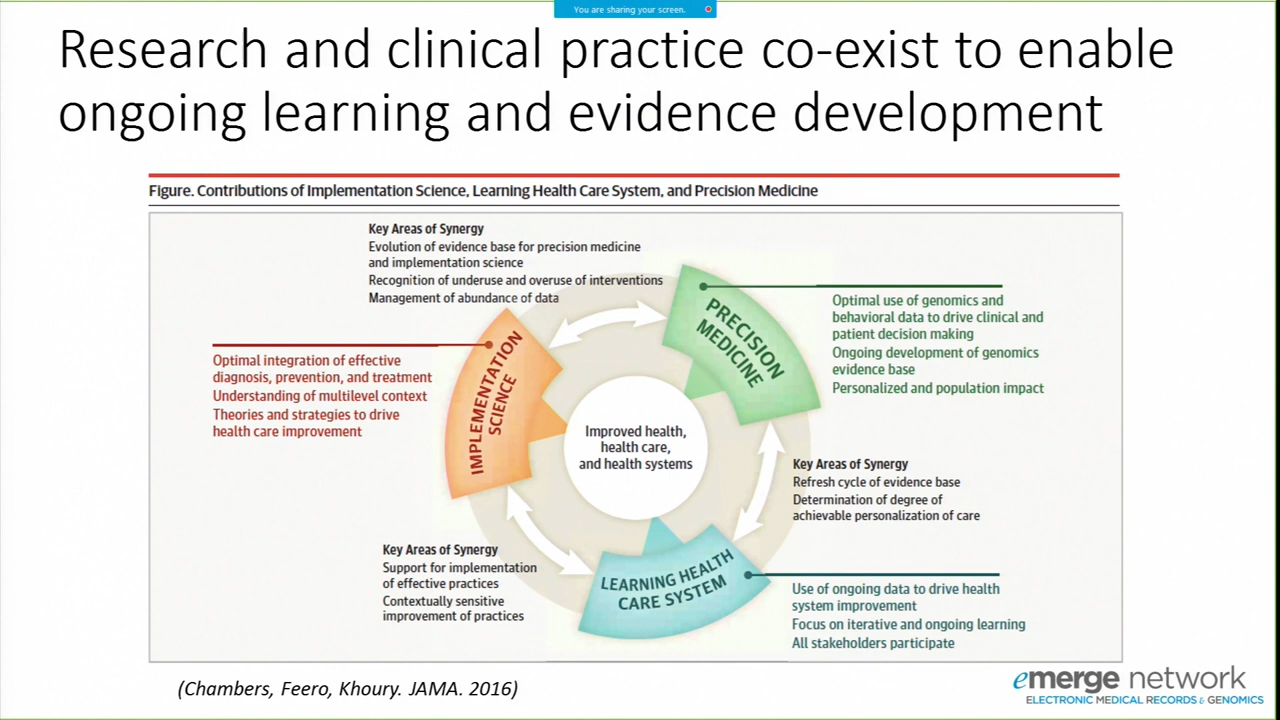 You are sharing your screen.
Research and clinical practice co-exist to enable
ongoing learning and evidence development
Figure. Contributions of Implementation Science, Learning Health Care System, and Precision Medicine
Key Areas of Synergy
Evolution of evidence base for precision medicine
and implementation science
Recognition of underuse and overuse of interventions
Management of abundance of data
PRECISION
MEDICINE
Optimal use of genomics and
behavioral data to drive clinical and
patient decision making
Ongoing development of genomics
evidence base
Personalized and population impact
IMPLEMENTATION
SCIENCE
Optimal integration of effective
diagnosis, prevention, and treatment
Understanding of multilevel context
Theories and strategies to drive
health care improvement
Improved health,
health care,
and health systems
Key Areas of Synergy
Refresh cycle of evidence base
Determination of degree of
achievable personalization of care
Key Areas of Synergy
Support for implementation
of effective practices
Contextually sensitive
improvement of practices
LEARNING HEALTH
CARE SYSTEM
Use of ongoing data to drive health
system improvement
Focus on iterative and ongoing learning
All stakeholders participate
(Chambers, Feero, Khoury. JAMA. 2016)
emerge network
ELECTRONIC MEDICAL RECORDS & GENOMICS